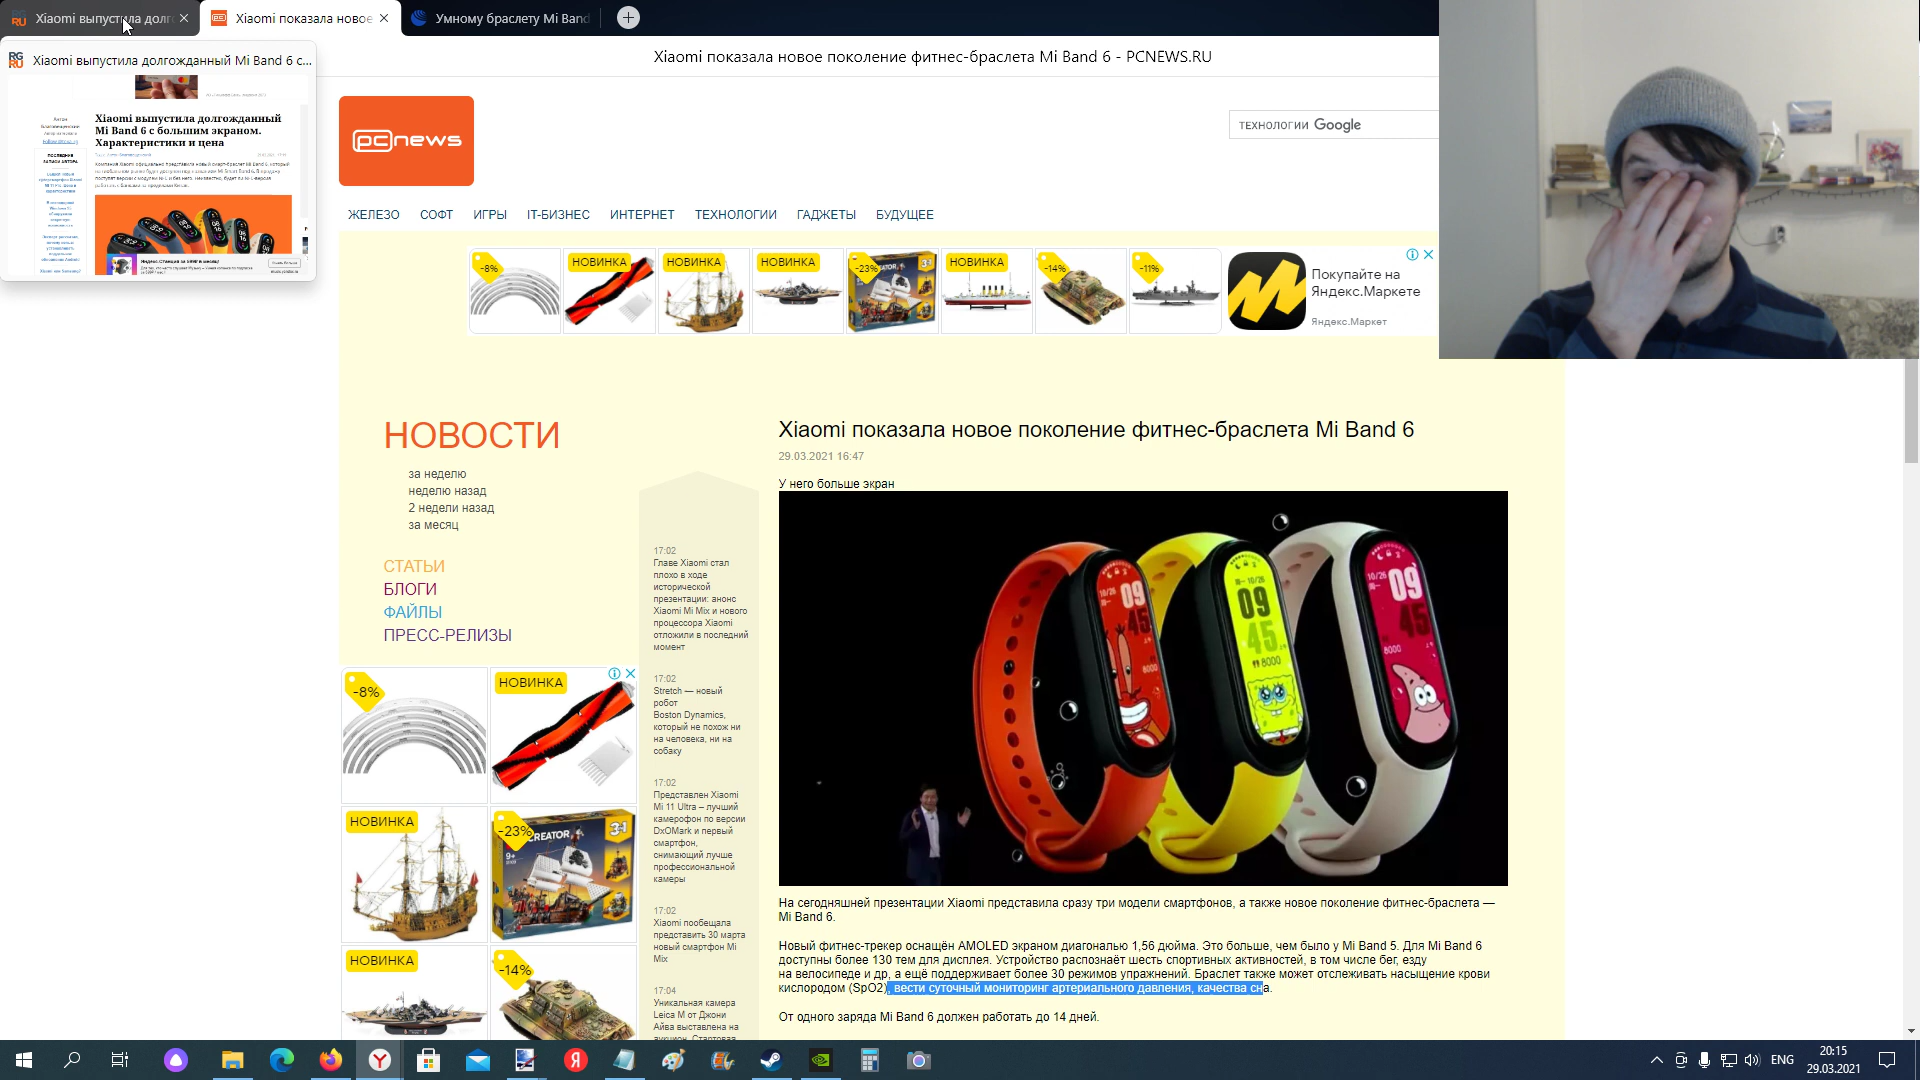 Xiaomi выпустила долг
Xiaomi показала новое
Умному браслету Mi Band
Xiaomi показала новое поколение фитнес-браслета Mi Band 6 - PCNEWS.RU
Xiaomi выпустила долгожданный Mi Band 6 с...
Xiaomi выпустила долгожданный
Mi Band 6 с большим экраном.
Характеристики и цена
pcnews
ТЕХНОЛОГИИ Google
ЖЕЛЕЗО СОФТ ИГРЫ IT-БИЗНЕС ИНТЕРНЕТ ТЕХНОЛОГИИ ГАДЖЕТЫ БУДУЩЕЕ
-8%
НОВИНКА
НОВИНКА
НОВИНКА
-23%
НОВИНКА
-14%
-11%
Покупайте на
Яндекс.Маркете
Яндекс.Маркет
НОВОСТИ
за неделю
неделю назад
2 недели назад
за месяц
СТАТЬИ
БЛОГИ
ФАЙЛЫ
ПРЕСС-РЕЛИЗЫ
-8%
НОВИНКА
НОВИНКА
-23%
CREATOR
3in1
НОВИНКА
-14%
17:02
Главе Xiaomi стал
плохо в ходе
исторической
презентации: анонс
Xiaomi Mi Mix и нового
процессора Xiaomi
отложили в последний
момент
17:02
Stretch — новый
робот
Boston Dynamics,
который не похож ни
на человека, ни на
собаку
17:02
Представлен Xiaomi
Mi 11 Ultra – лучший
камерофон по версии
DxOMark и первый
смартфон,
снимающий лучше
профессиональной
камеры
17:02
Xiaomi пообещала
представить 30 марта
новый смартфон Mi
Mix
17:04
Уникальная камера
Leica M от Джони
Айва выставлена на
аукцион. Стартовая
Xiaomi показала новое поколение фитнес-браслета Mi Band 6
29.03.2021 16:47
У него больше экран
09
45
8000
09
45
8000
09
45
8000
На сегодняшней презентации Xiaomi представила сразу три модели смартфонов, а также новое поколение фитнес-браслета —
Mi Band 6.
Новый фитнес-трекер оснащён AMOLED экраном диагональю 1,56 дюйма. Это больше, чем было у Mi Band 5. Для Mi Band 6
доступны более 130 тем для дисплея. Устройство распознаёт шесть спортивных активностей, в том числе бег, езду
на велосипеде и др, а ещё поддерживает более 30 режимов упражнений. Браслет также может отслеживать насыщение крови
кислородом (SpO2), вести суточный мониторинг артериального давления, качества сна.
От одного заряда Mi Band 6 должен работать до 14 дней.
ENG
20:15
29.03.2021